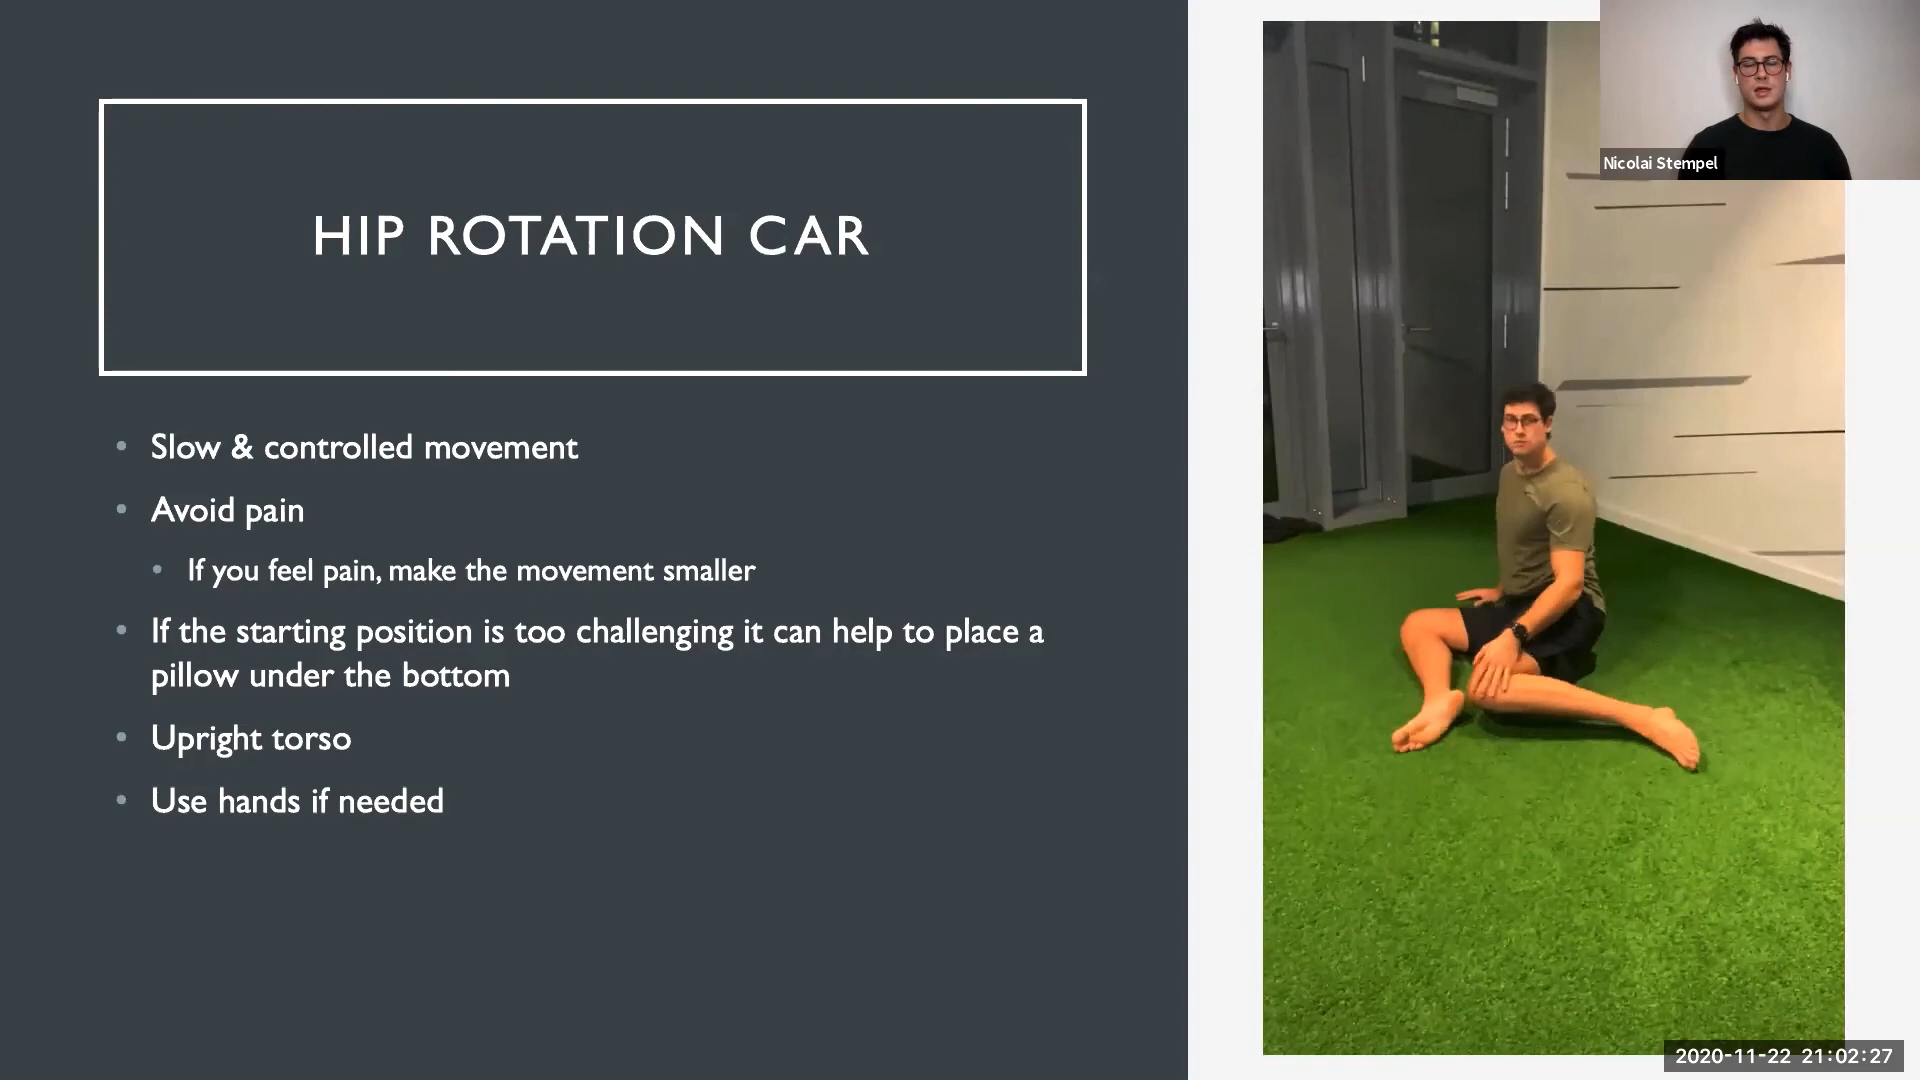 HIP ROTATION CAR
Nicolai Stempel
• Slow & controlled movement
• Avoid pain
• If you feel pain, make the movement smaller
• If the starting position is too challenging it can help to place a
pillow under the bottom
• Upright torso
• Use hands if needed
2020-11-22 21:02:27